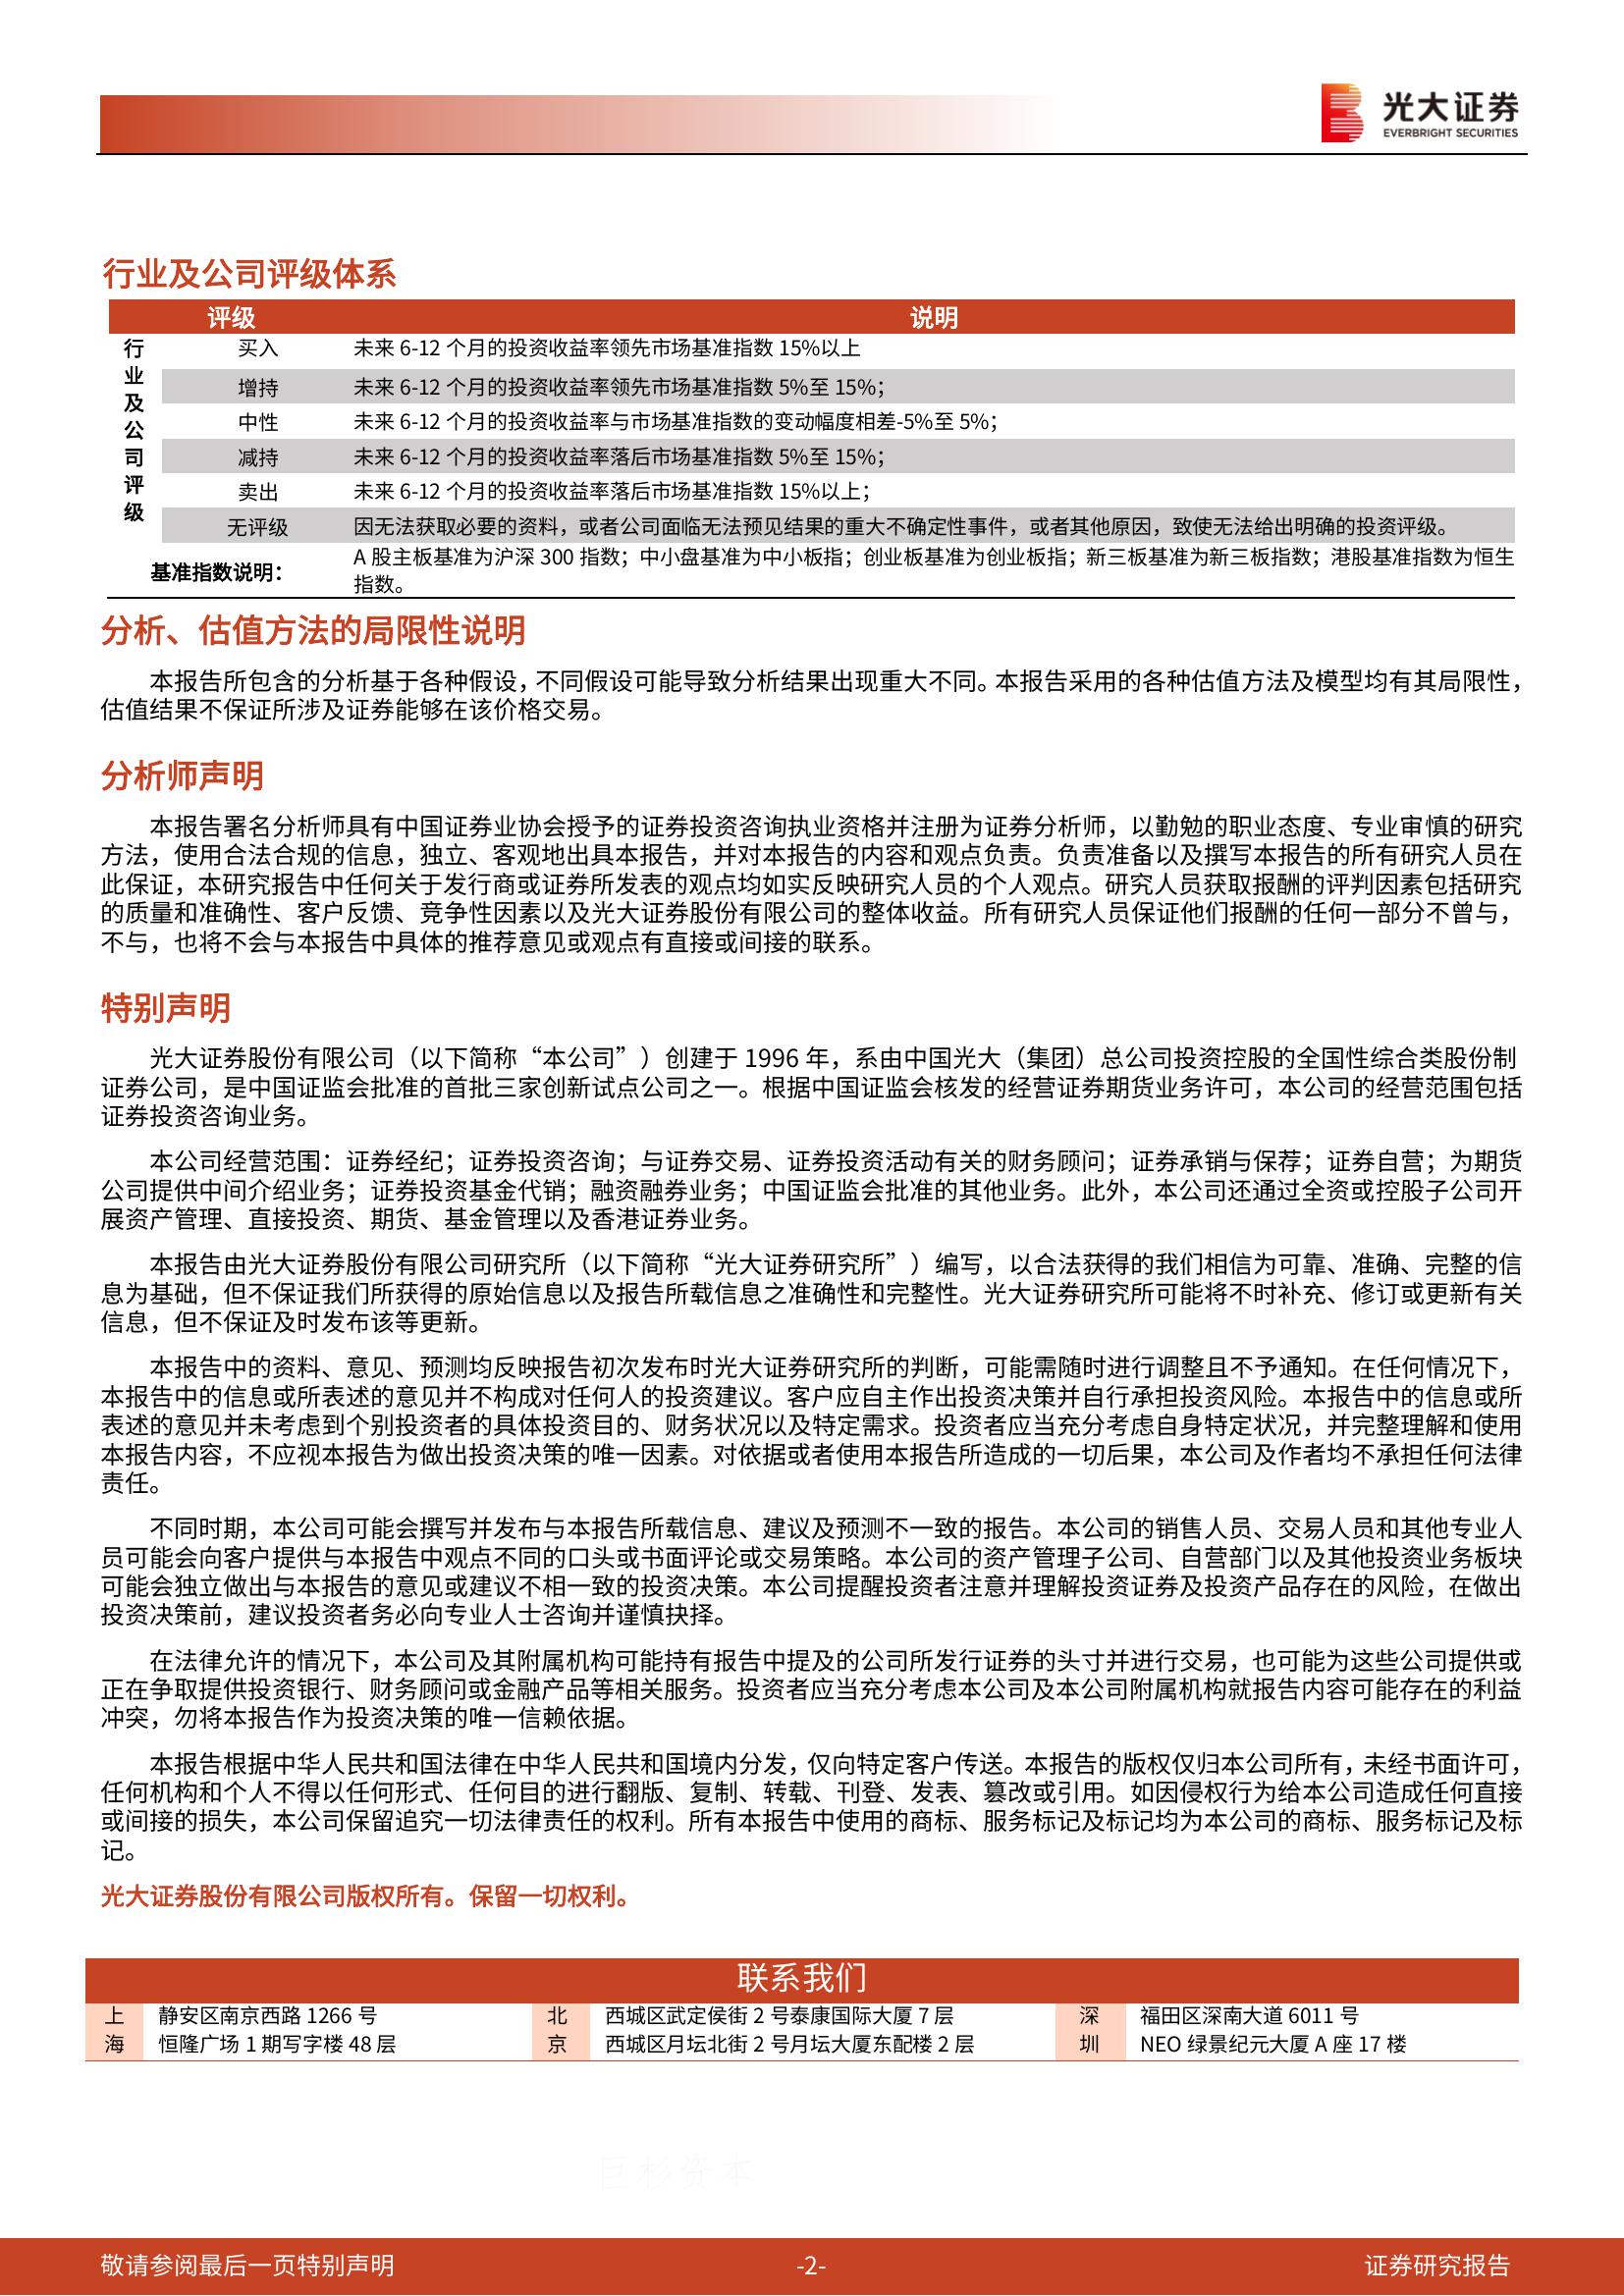 光大证券
EVERBRIGHT SECURITIES
行业及公司评级体系
评级 说明
行业及公司评级
买入 未来 6-12 个月的投资收益率领先市场基准指数 15%以上
增持 未来 6-12 个月的投资收益率领先市场基准指数 5%至 15%；
中性 未来 6-12 个月的投资收益率与市场基准指数的变动幅度相差-5%至 5%；
减持 未来 6-12 个月的投资收益率落后市场基准指数 5%至 15%；
卖出 未来 6-12 个月的投资收益率落后市场基准指数 15%以上；
无评级 因无法获取必要的资料，或者公司面临无法预见结果的重大不确定性事件，或者其他原因，致使无法给出明确的投资评级。
基准指数说明： A 股主板基准为沪深 300 指数；中小盘基准为中小板指；创业板基准为创业板指；新三板基准为新三板指数；港股基准指数为恒生
指数。
分析、估值方法的局限性说明
本报告所包含的分析基于各种假设，不同假设可能导致分析结果出现重大不同。本报告采用的各种估值方法及模型均有其局限性，
估值结果不保证所涉及证券能够在该价格交易。
分析师声明
本报告署名分析师具有中国证券业协会授予的证券投资咨询执业资格并注册为证券分析师，以勤勉的职业态度、专业审慎的研究
方法，使用合法合规的信息，独立、客观地出具本报告，并对本报告的内容和观点负责。负责准备以及撰写本报告的所有研究人员在
此保证，本研究报告中任何关于发行商或证券所发表的观点均如实反映研究人员的个人观点。研究人员获取报酬的评判因素包括研究
的质量和准确性、客户反馈、竞争性因素以及光大证券股份有限公司的整体收益。所有研究人员保证他们报酬的任何一部分不曾与，
不与，也将不会与本报告中具体的推荐意见或观点有直接或间接的联系。
特别声明
光大证券股份有限公司（以下简称“本公司”）创建于 1996 年，系由中国光大（集团）总公司投资控股的全国性综合类股份制
证券公司，是中国证监会批准的首批三家创新试点公司之一。根据中国证监会核发的经营证券期货业务许可，本公司的经营范围包括
证券投资咨询业务。
本公司经营范围：证券经纪；证券投资咨询；与证券交易、证券投资活动有关的财务顾问；证券承销与保荐；证券自营；为期货
公司提供中间介绍业务；证券投资基金代销；融资融券业务；中国证监会批准的其他业务。此外，本公司还通过全资或控股子公司开
展资产管理、直接投资、期货、基金管理以及香港证券业务。
本报告由光大证券股份有限公司研究所（以下简称“光大证券研究所”）编写，以合法获得的我们相信为可靠、准确、完整的信
息为基础，但不保证我们所获得的原始信息以及报告所载信息之准确性和完整性。光大证券研究所可能将不时补充、修订或更新有关
信息，但不保证及时发布该等更新。
本报告中的资料、意见、预测均反映报告初次发布时光大证券研究所的判断，可能需随时进行调整且不予通知。在任何情况下，
本报告中的信息或所表述的意见并不构成对任何人的投资建议。客户应自主作出投资决策并自行承担投资风险。本报告中的信息或所
表述的意见并未考虑到个别投资者的具体投资目的、财务状况以及特定需求。投资者应当充分考虑自身特定状况，并完整理解和使用
本报告内容，不应视本报告为做出投资决策的唯一因素。对依据或者使用本报告所造成的一切后果，本公司及作者均不承担任何法律
责任。
不同时期，本公司可能会撰写并发布与本报告所载信息、建议及预测不一致的报告。本公司的销售人员、交易人员和其他专业人
员可能会向客户提供与本报告中观点不同的口头或书面评论或交易策略。本公司的资产管理子公司、自营部门以及其他投资业务板块
可能会独立做出与本报告的意见或建议不相一致的投资决策。本公司提醒投资者注意并理解投资证券及投资产品存在的风险，在做出
投资决策前，建议投资者务必向专业人士咨询并谨慎抉择。
在法律允许的情况下，本公司及其附属机构可能持有报告中提及的公司所发行证券的头寸并进行交易，也可能为这些公司提供或
正在争取提供投资银行、财务顾问或金融产品等相关服务。投资者应当充分考虑本公司及本公司附属机构就报告内容可能存在的利益
冲突，勿将本报告作为投资决策的唯一信赖依据。
本报告根据中华人民共和国法律在中华人民共和国境内分发，仅向特定客户传送。本报告的版权仅归本公司所有，未经书面许可，
任何机构和个人不得以任何形式、任何目的进行翻版、复制、转载、刊登、发表、篡改或引用。如因侵权行为给本公司造成任何直接
或间接的损失，本公司保留追究一切法律责任的权利。所有本报告中使用的商标、服务标记及标记均为本公司的商标、服务标记及标
记。
光大证券股份有限公司版权所有。保留一切权利。
联系我们
上 静安区南京西路 1266 号 北 西城区武定侯街 2 号泰康国际大厦 7 层 深 福田区深南大道 6011 号
海 恒隆广场 1 期写字楼 48 层 京 西城区月坛北街 2 号月坛大厦东配楼 2 层 圳 NEO 绿景纪元大厦 A 座 17 楼
巨杉资本
敬请参阅最后一页特别声明 -2- 证券研究报告